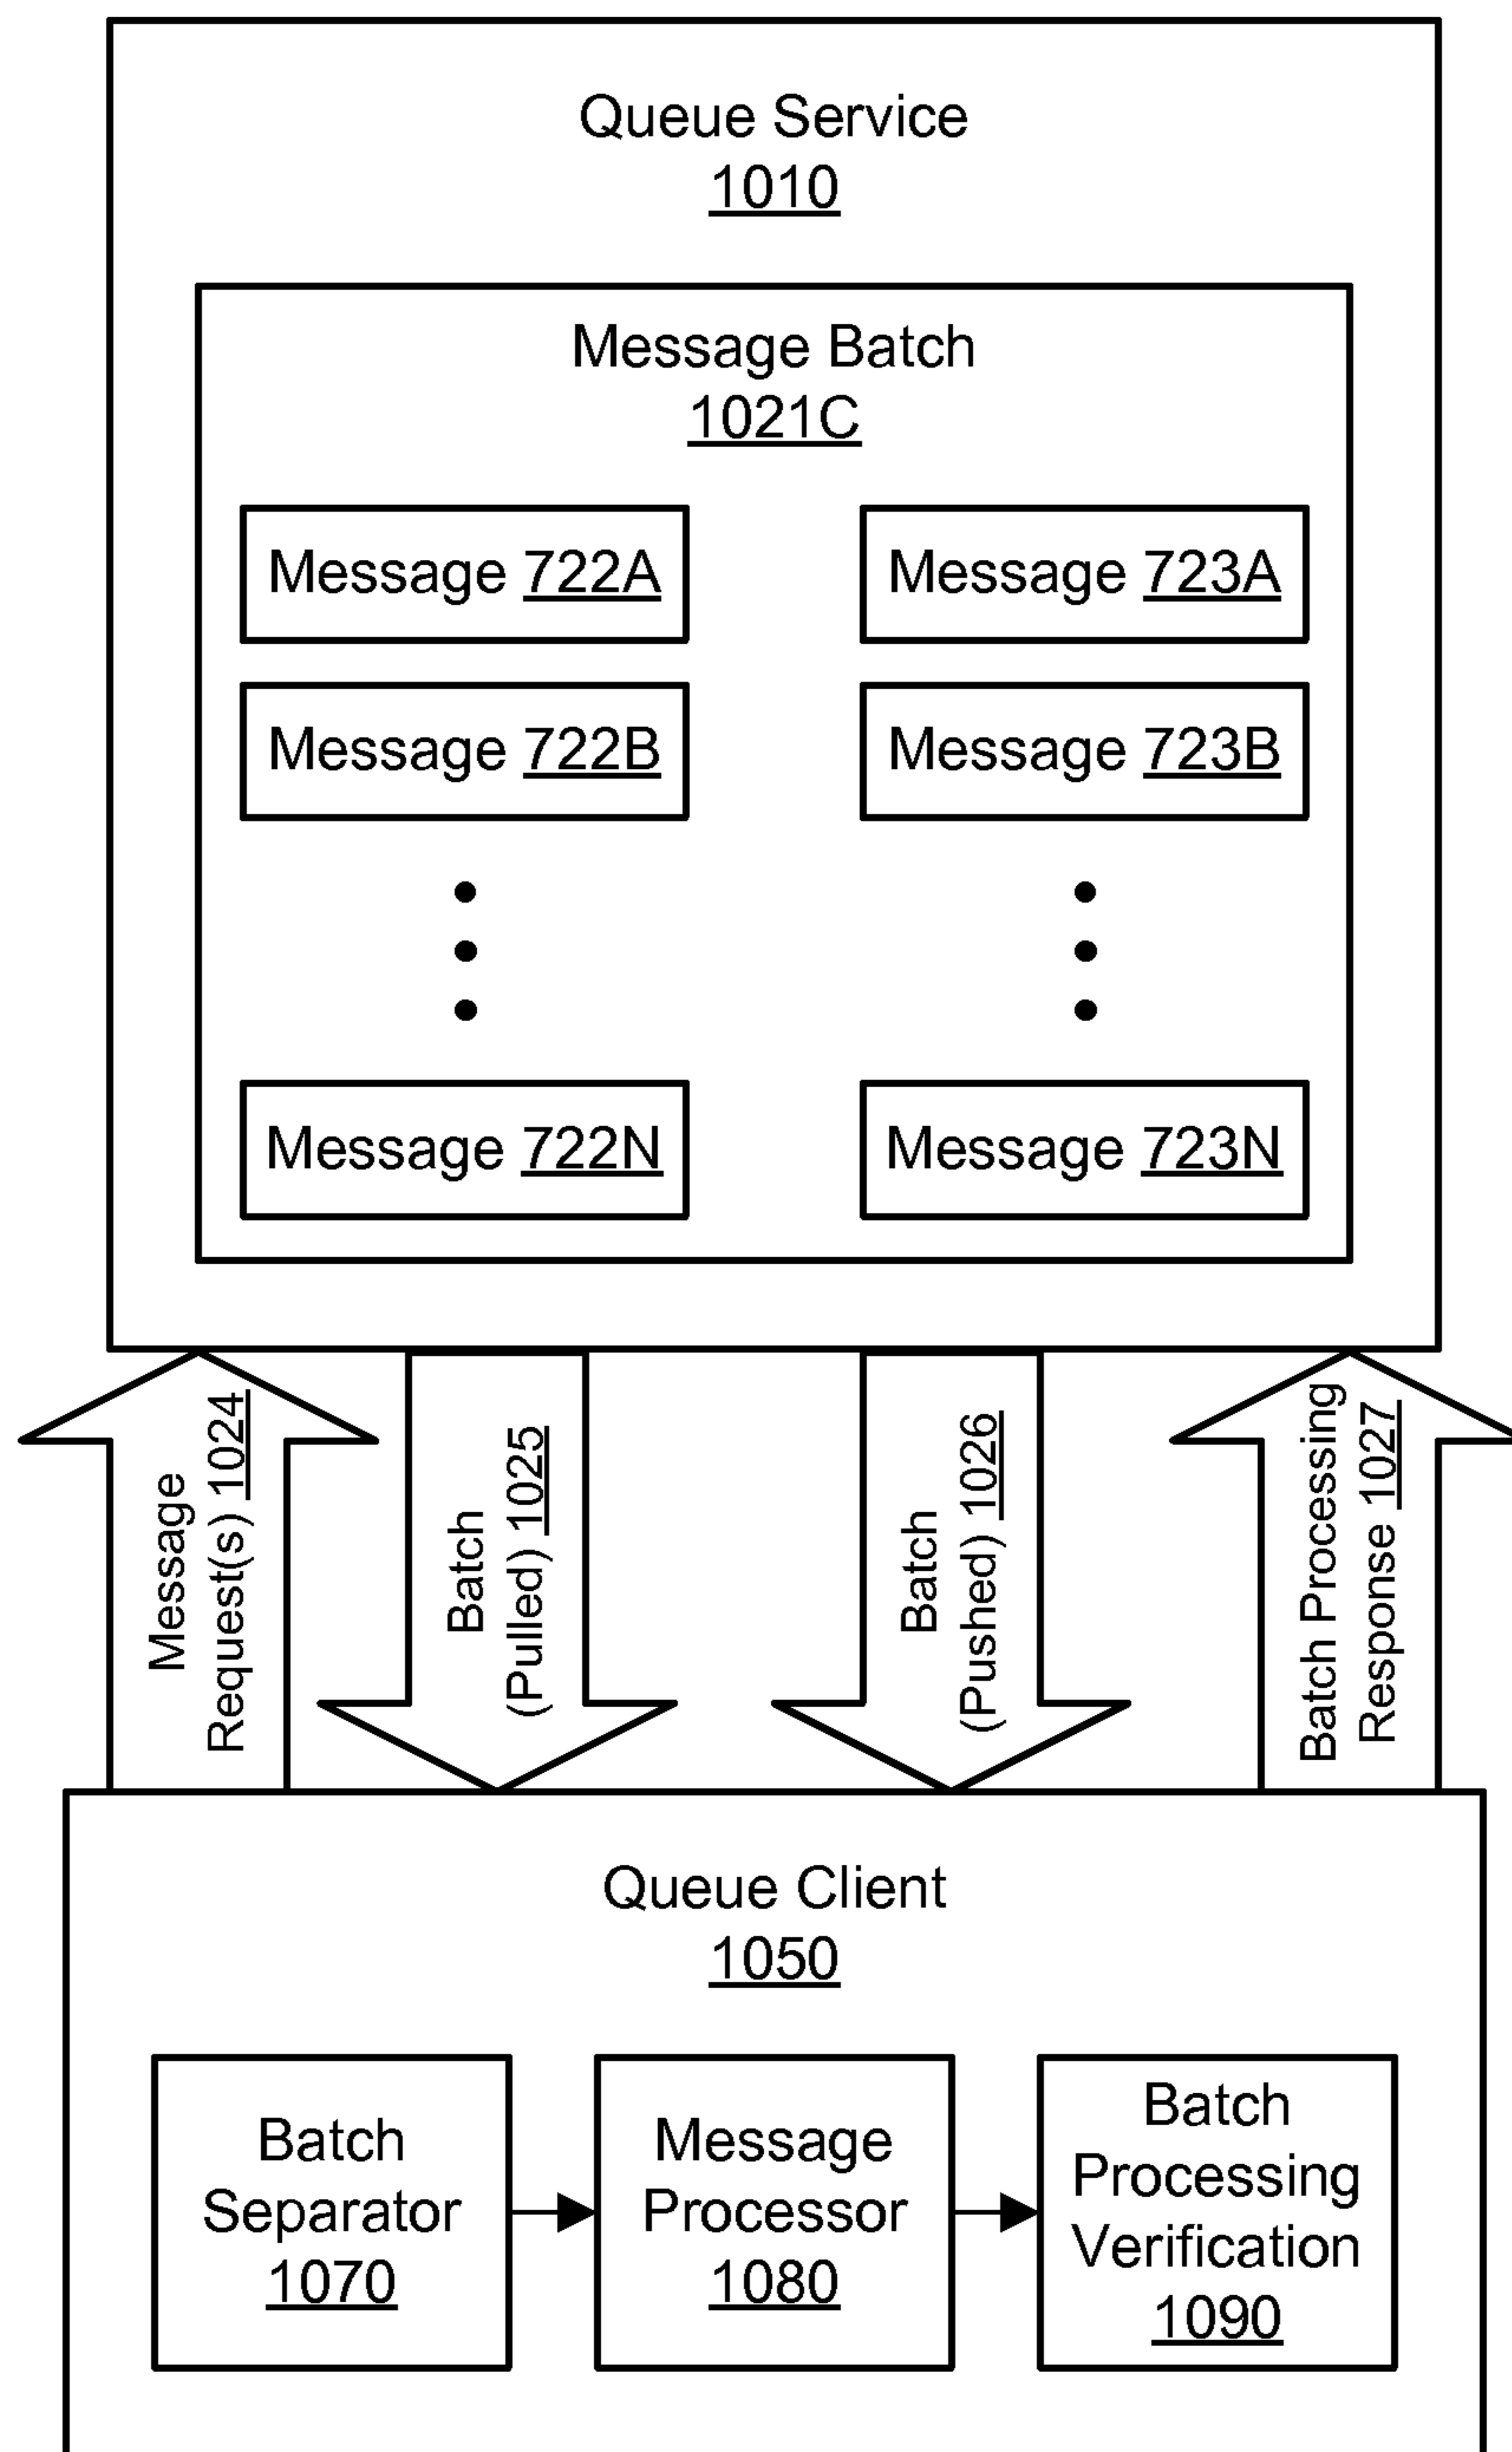 Queue Service
1010
Message Batch
1021C
Message 722A
Message 723A
Message 722B
Message 723B
Message 722N
Message 723N
Message
Request(s) 1024
Batch
(Pulled) 1025
Batch
(Pushed) 1026
Batch Processing
Response 1027
Queue Client
1050
Batch
Separator
1070
Message
Processor
1080
Batch
Processing
Verification
1090